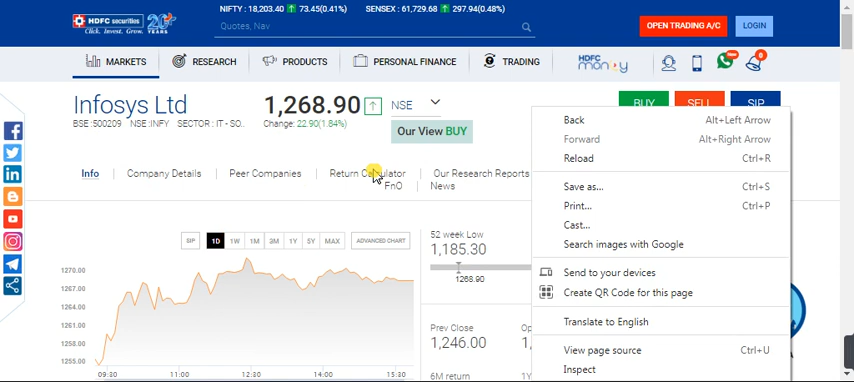 NIFTY : 18,203.40 73.45(0.41%) SENSEX : 61,729.68 297.94(0.48%)
HDFC securities
Click. Invest. Grow.
20 YEARS
Quotes, Nav
OPEN TRADING A/C
LOGIN
MARKETS
RESEARCH
PRODUCTS
PERSONAL FINANCE
TRADING
HDFC money
New
0
Infosys Ltd
1,268.90
NSE
BSE :500209 NSE :INFY SECTOR : IT - SO..
Change: 22.90(1.84%)
Our View BUY
BUY
SELL
SIP
Info
Company Details
Peer Companies
Return Calculator
Our Research Reports
FnO
News
SIP
1D
1W
1M
3M
1Y
5Y
MAX
ADVANCED CHART
1270.00
1267.00
1264.00
1261.00
1258.00
1255.00
09:30
11:00
12:30
14:00
15:30
52 week Low
1,185.30
1268.90
Prev Close
1,246.00
6M return
Back Alt+Left Arrow
Forward Alt+Right Arrow
Reload Ctrl+R
Save as... Ctrl+S
Print... Ctrl+P
Cast...
Search images with Google
Send to your devices
Create QR Code for this page
Translate to English
View page source Ctrl+U
Inspect